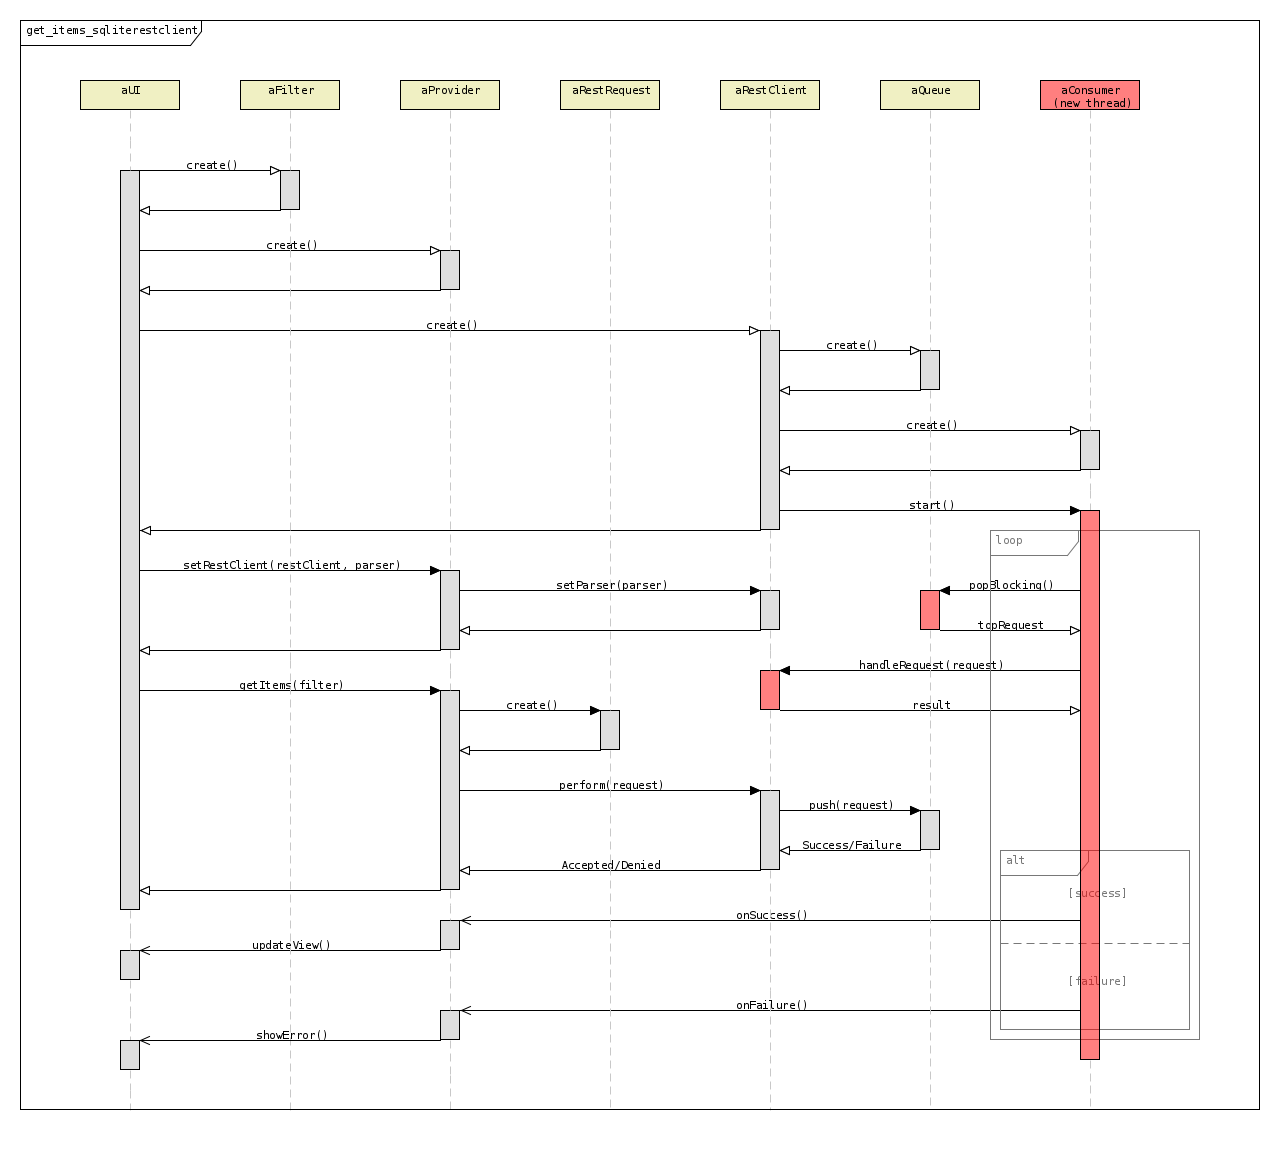 get_items_sqliterestclient
aUI
aFilter
aProvider
aRestRequest
aRestClient
aQueue
aConsumer
(new thread)
create()
create()
create()
create()
create()
start()
loop
setRestClient(restClient, parser)
setParser(parser)
popBlocking()
topRequest
handleRequest(request)
getItems(filter)
create()
result
perform(request)
push(request)
Success/Failure
Accepted/Denied
alt
[success]
onSuccess()
updateView()
[failure]
onFailure()
showError()